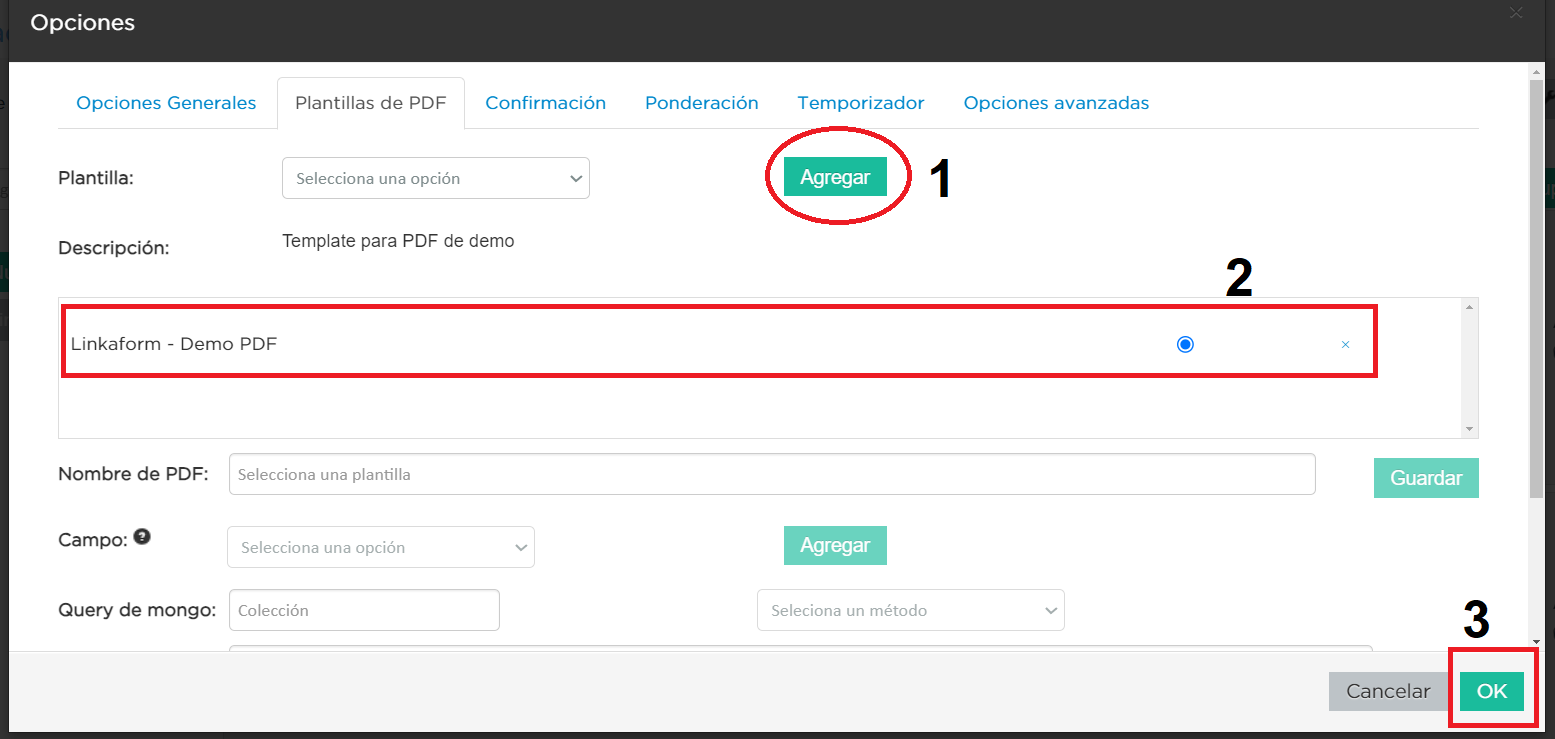 Opciones
Opciones Generales Plantillas de PDF Confirmación Ponderación Temporizador Opciones avanzadas
Plantilla: Selecciona una opción Agregar 1
Descripción: Template para PDF de demo
2
Linkaform - Demo PDF ×
Nombre de PDF: Selecciona una plantilla Guardar
Campo: ? Selecciona una opción Agregar
Query de mongo: Colección Seleciona un método
3
Cancelar OK